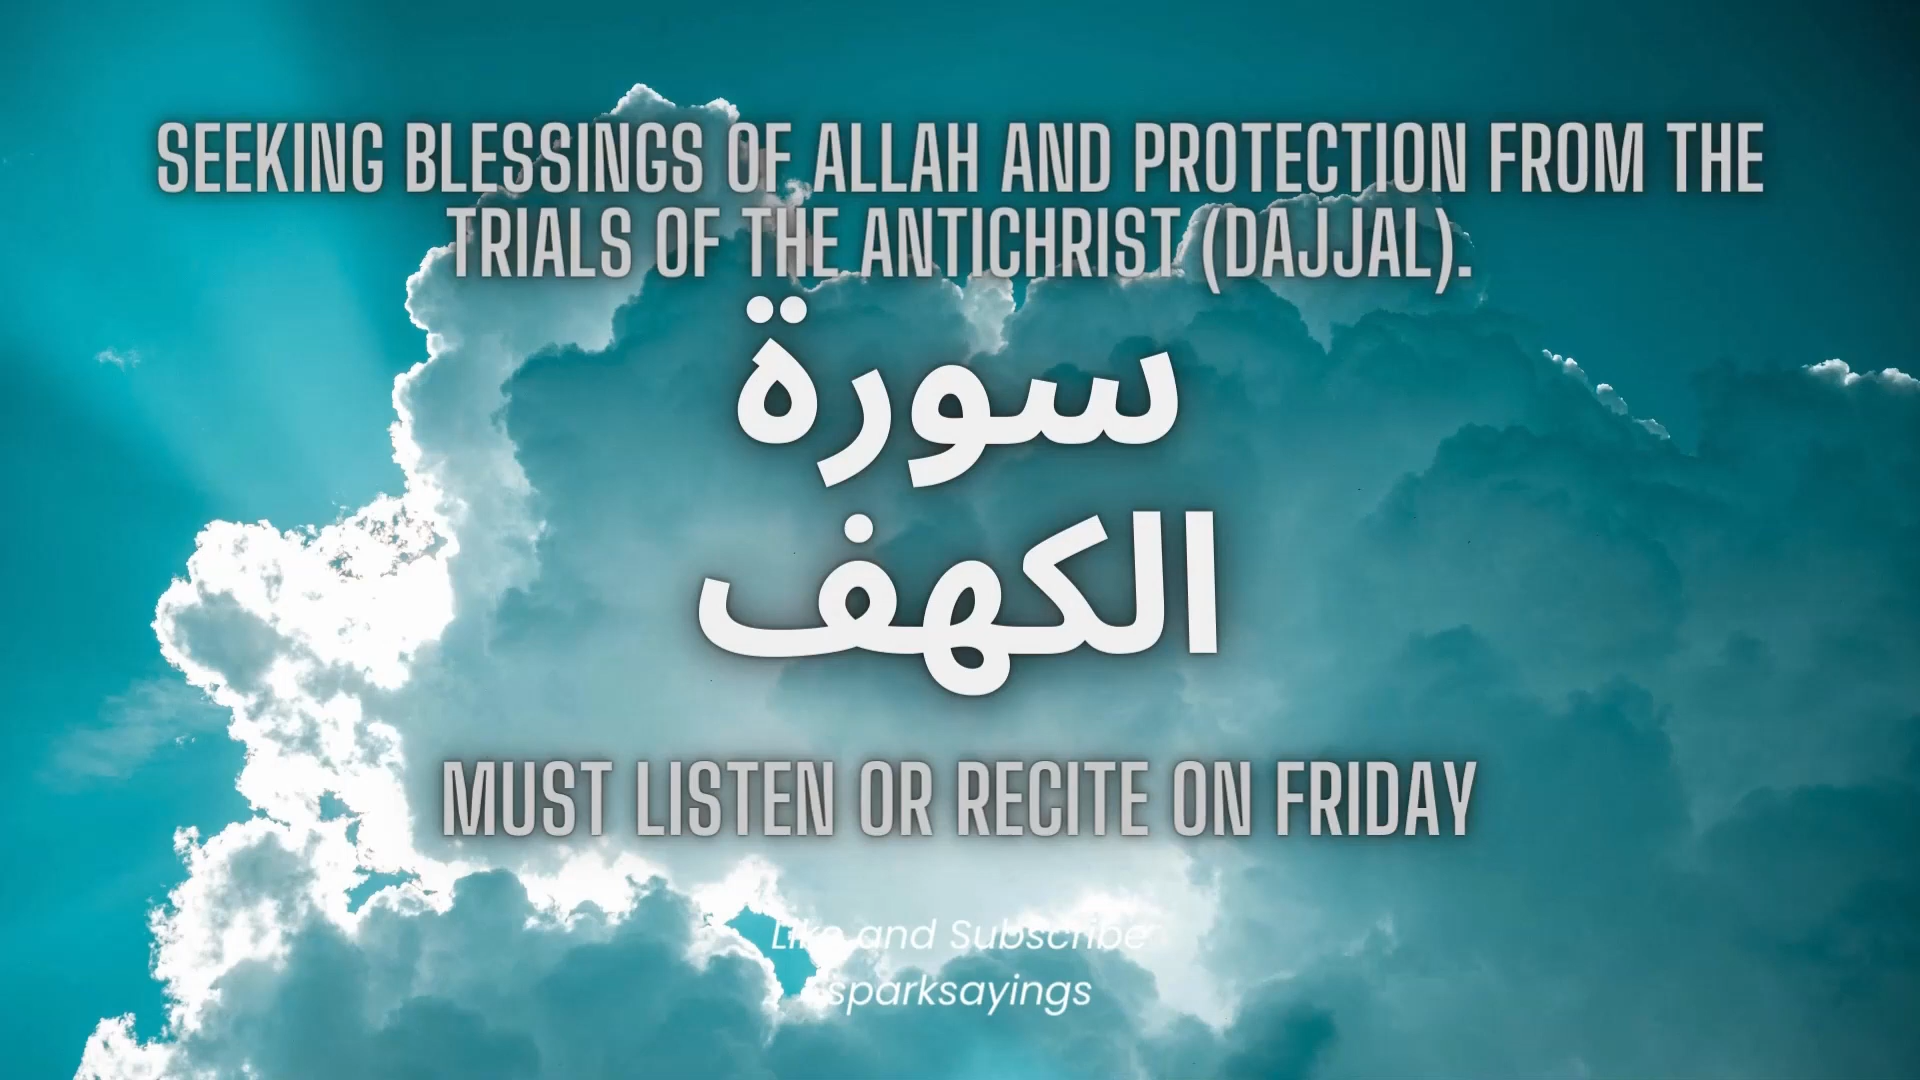 SEEKING BLESSINGS OF ALLAH AND PROTECTION FROM THE
TRIALS OF THE ANTICHRIST (DAJJAL).
سورة
الكهف
MUST LISTEN OR RECITE ON FRIDAY
Like and Subscribe
sparksayings